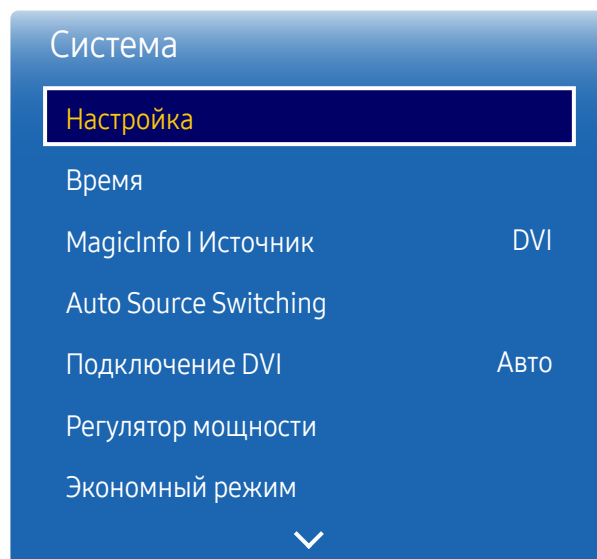 Система
Настройка
Время
MagicInfo I Источник DVI
Auto Source Switching
Подключение DVI Авто
Регулятор мощности
Экономный режим